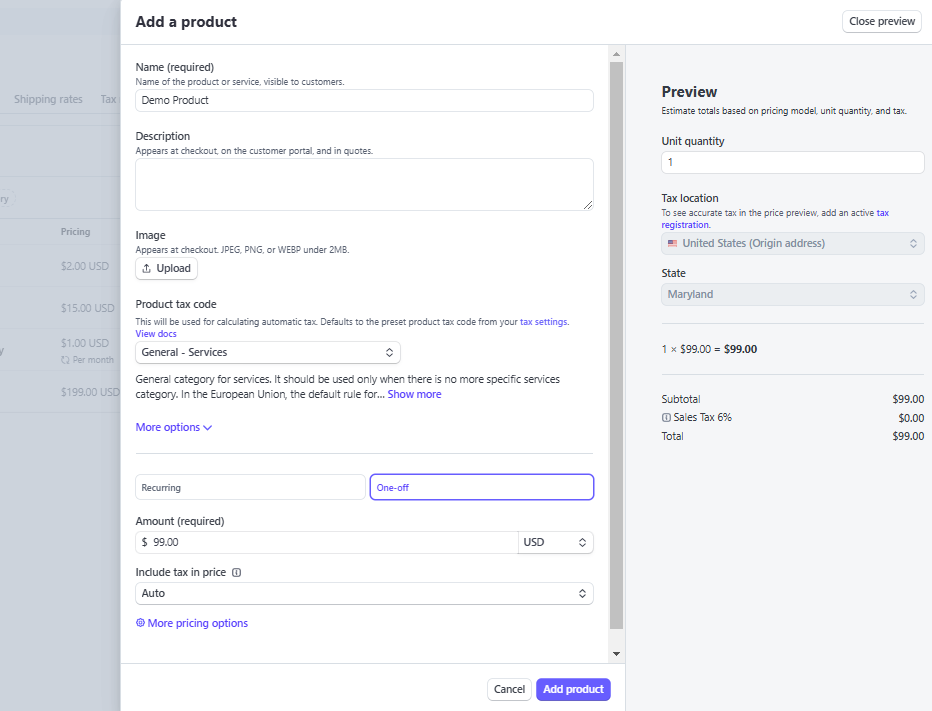 Add a product
Close preview
Shipping rates
Tax
ry
Pricing
$2.00 USD
$15.00 USD
y
$1.00 USD
Per month
$199.00 USD
Name (required)
Name of the product or service, visible to customers.
Demo Product
Description
Appears at checkout, on the customer portal, and in quotes.
Image
Appears at checkout. JPEG, PNG, or WEBP under 2MB.
Upload
Product tax code
This will be used for calculating automatic tax. Defaults to the preset product tax code from your tax settings.
View docs
General - Services
General category for services. It should be used only when there is no more specific services
category. In the European Union, the default rule for... Show more
More options
Recurring
One-off
Amount (required)
$ 99.00
USD
Include tax in price
Auto
More pricing options
Cancel
Add product
Preview
Estimate totals based on pricing model, unit quantity, and tax.
Unit quantity
1
Tax location
To see accurate tax in the price preview, add an active tax
registration.
United States (Origin address)
State
Maryland
1 × $99.00 = $99.00
Subtotal $99.00
Sales Tax 6% $0.00
Total $99.00